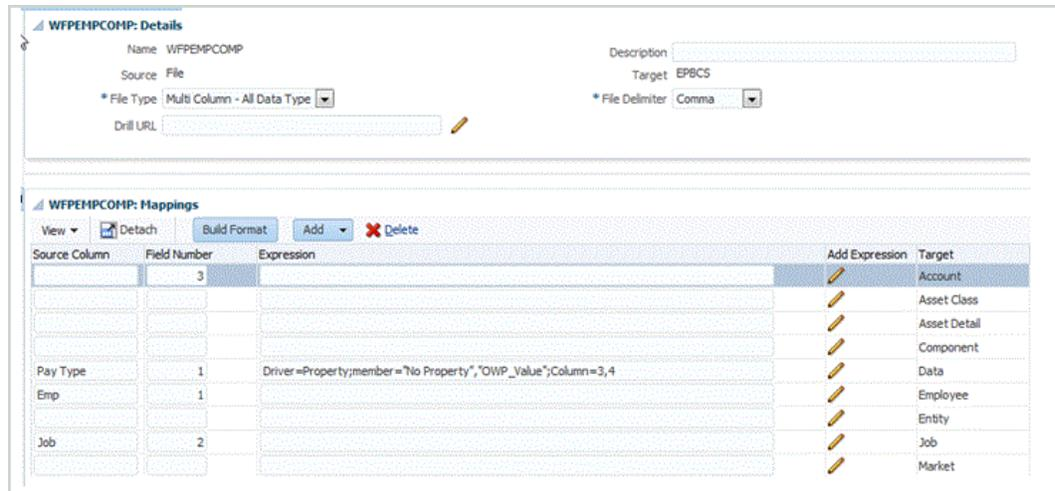 WFPEMPCOMP: Details
Name WFPEMPCOMP
Description
Source File
Target EPBCS
* File Type Multi Column - All Data Type
* File Delimiter Comma
Drill URL
WFPEMPCOMP: Mappings
View Detach Build Format Add Delete
Source Column Field Number Expression Add Expression Target
3 Account
Asset Class
Asset Detail
Component
Pay Type 1 Driver=Property;member="No Property","OWP_Value";Column=3,4 Data
Emp 1 Employee
Entity
Job 2 Job
Market